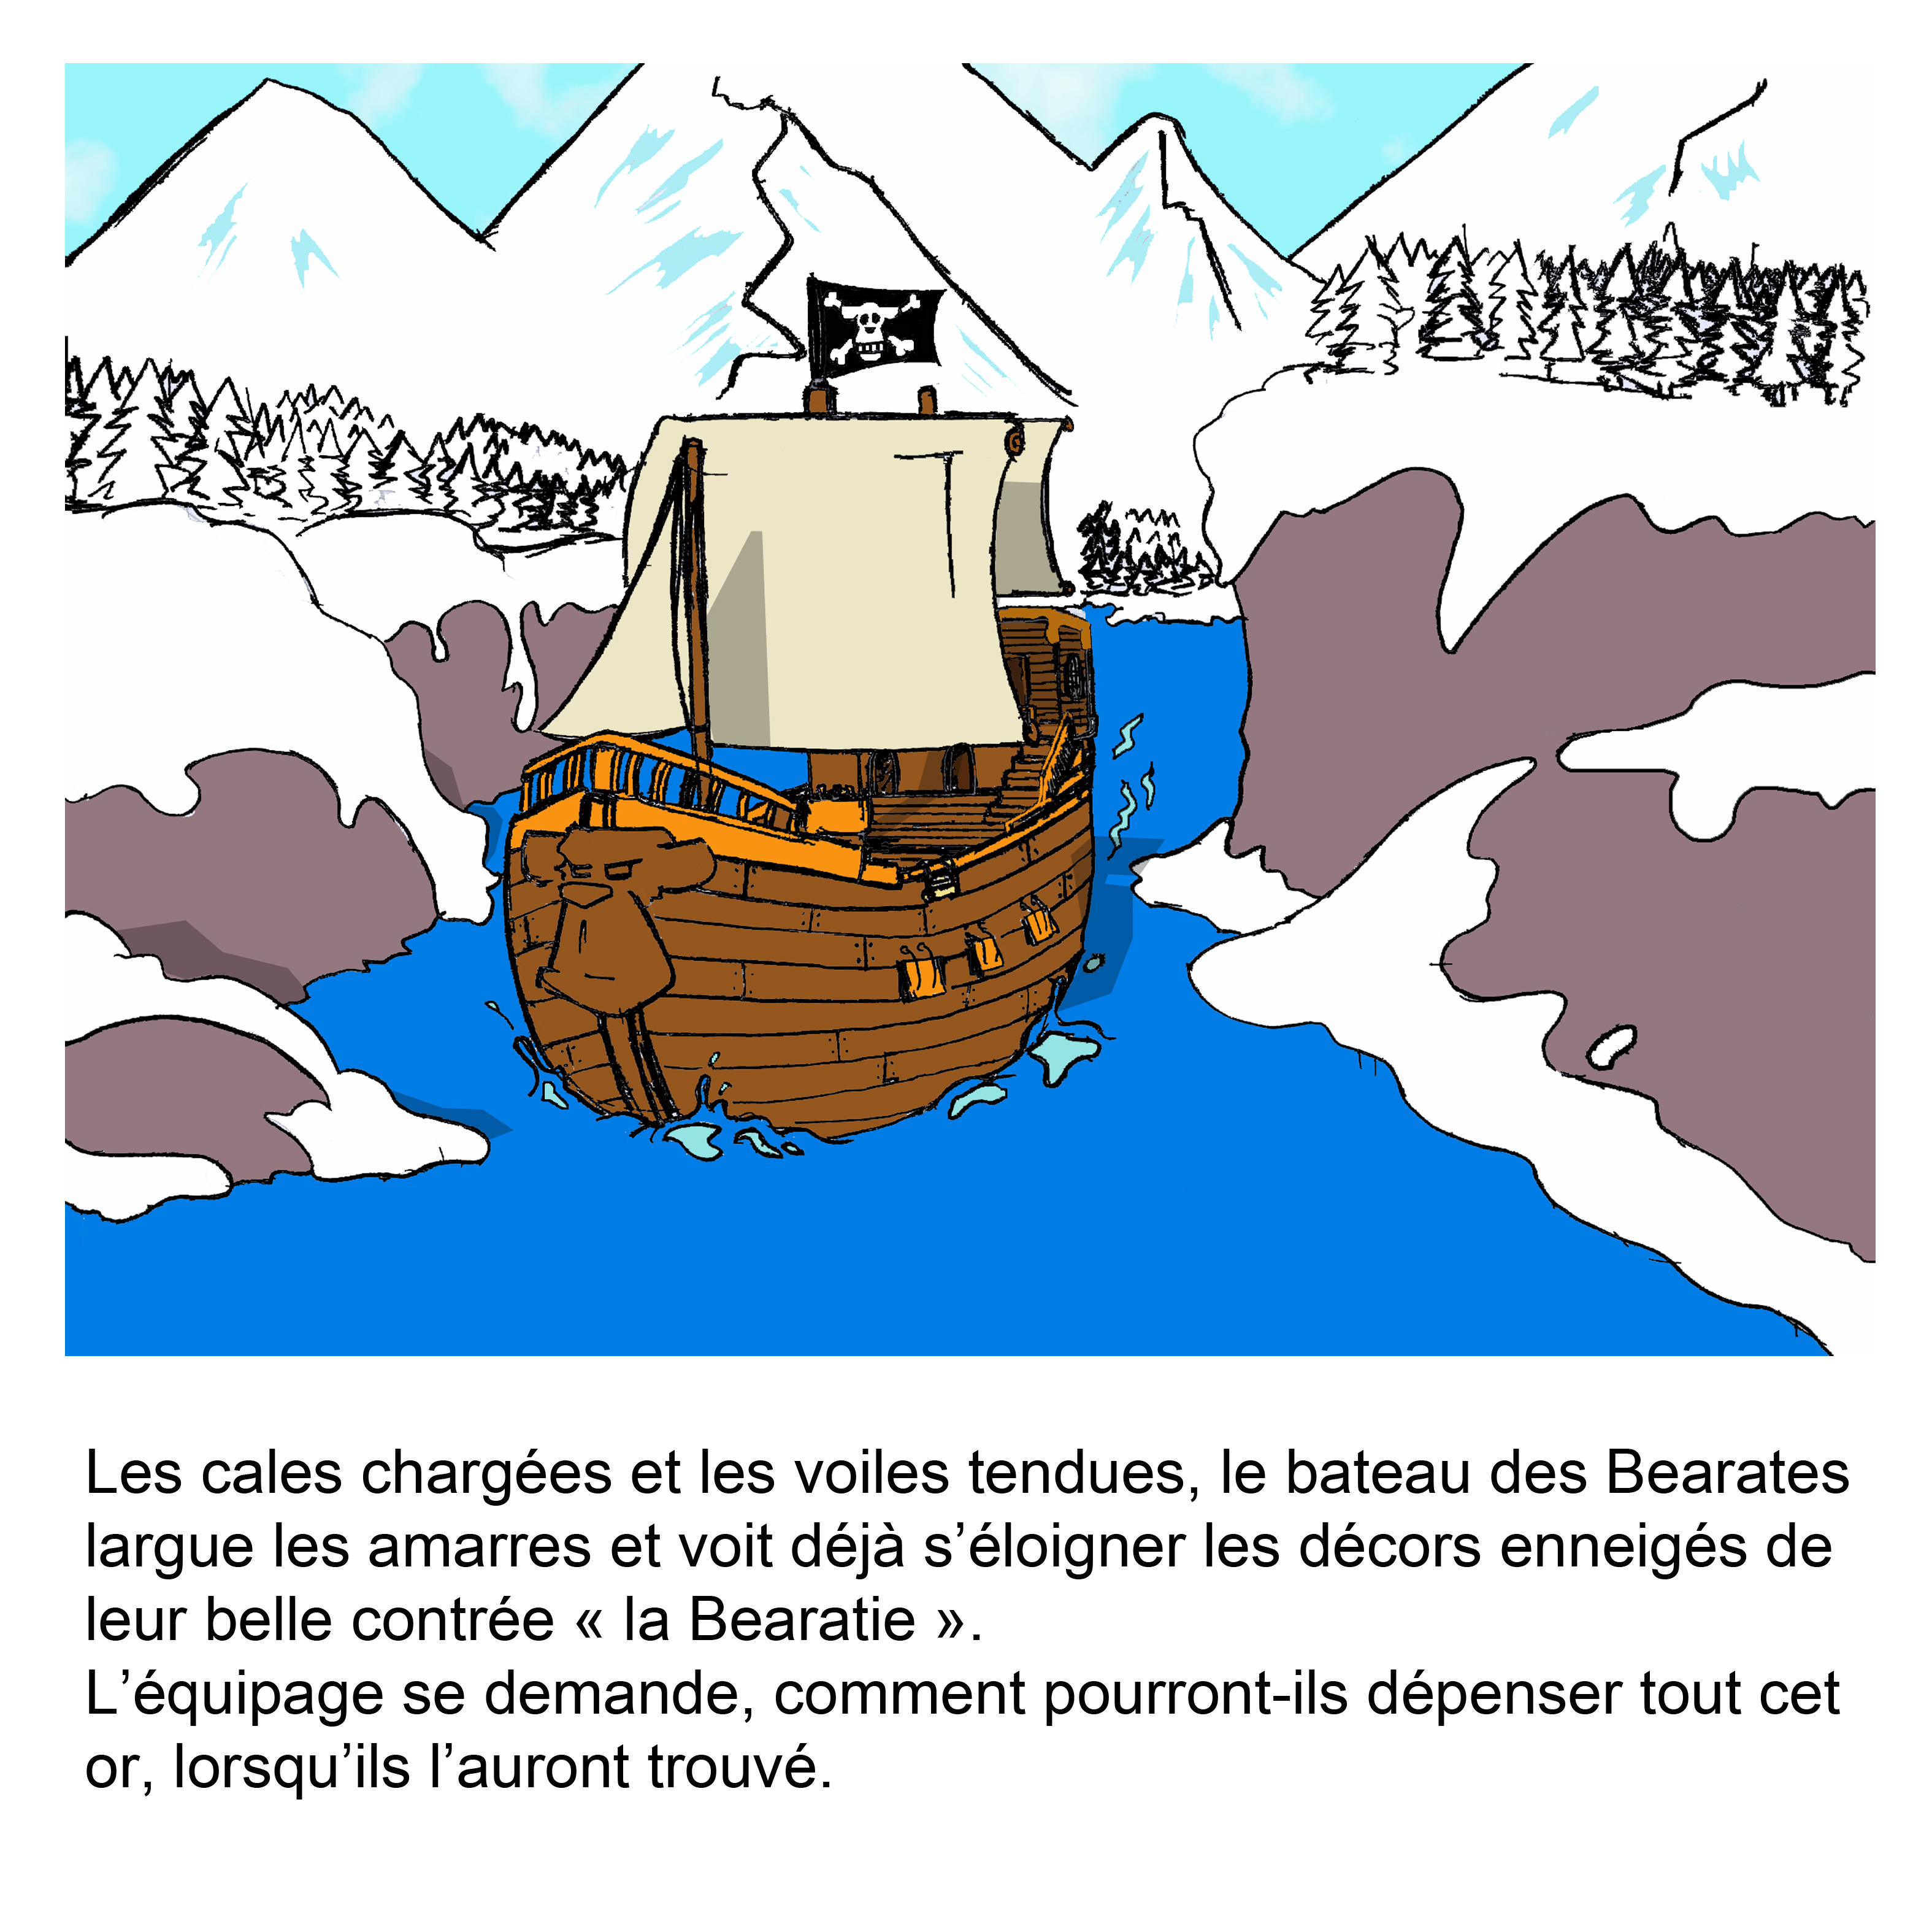 Les cales chargées et les voiles tendues, le bateau des Bearates
largue les amarres et voit déjà s’éloigner les décors enneigés de
leur belle contrée « la Bearatie ».
L’équipage se demande, comment pourront-ils dépenser tout cet
or, lorsqu’ils l’auront trouvé.